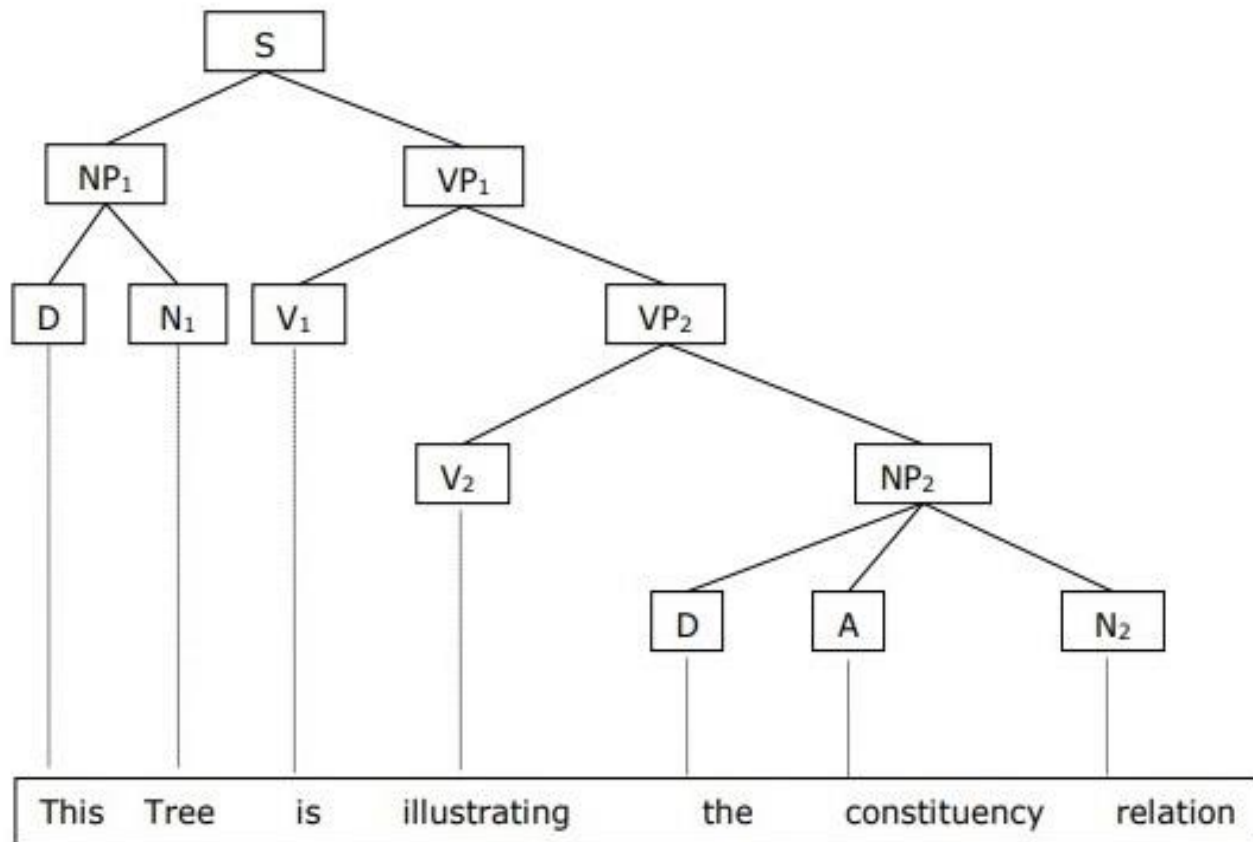 S
NP₁ VP₁
D N₁ V₁ VP₂
V₂ NP₂
D A N₂
This Tree is illustrating the constituency relation